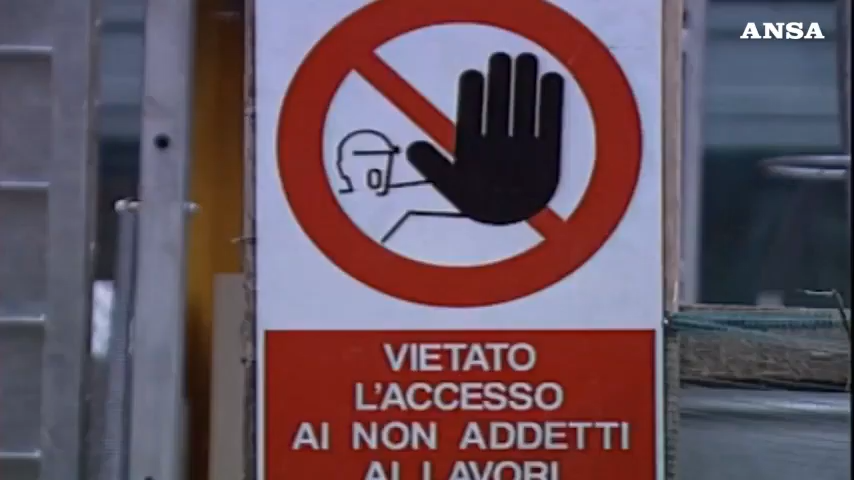 ANSA
VIETATO
L'ACCESSO
AI NON ADDETTI
AI LAVORI